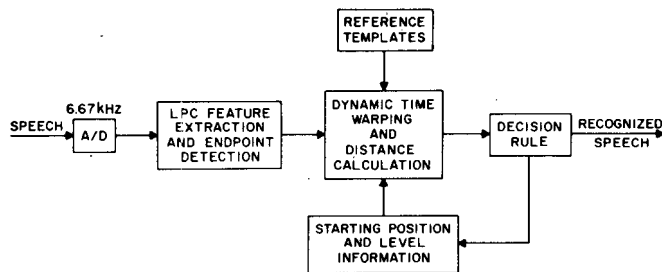 REFERENCE
TEMPLATES
6.67kHz
SPEECH
A/D
LPC FEATURE
EXTRACTION
AND ENDPOINT
DETECTION
DYNAMIC TIME
WARPING
AND
DISTANCE
CALCULATION
DECISION
RULE
RECOGNIZED
SPEECH
STARTING POSITION
AND LEVEL
INFORMATION